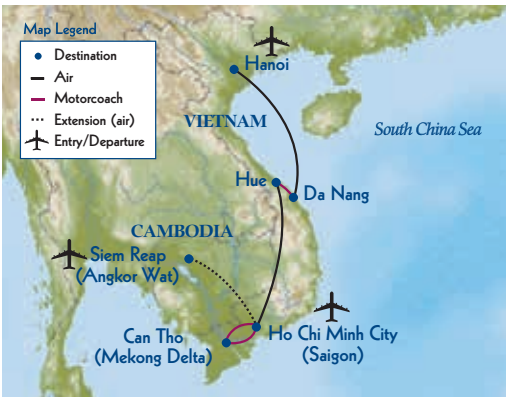 Map Legend
Destination
Air
Motorcoach
Extension (air)
Entry/Departure
Hanoi
VIETNAM
South China Sea
Hue
Da Nang
CAMBODIA
Siem Reap
(Angkor Wat)
Can Tho
(Mekong Delta)
Ho Chi Minh City
(Saigon)